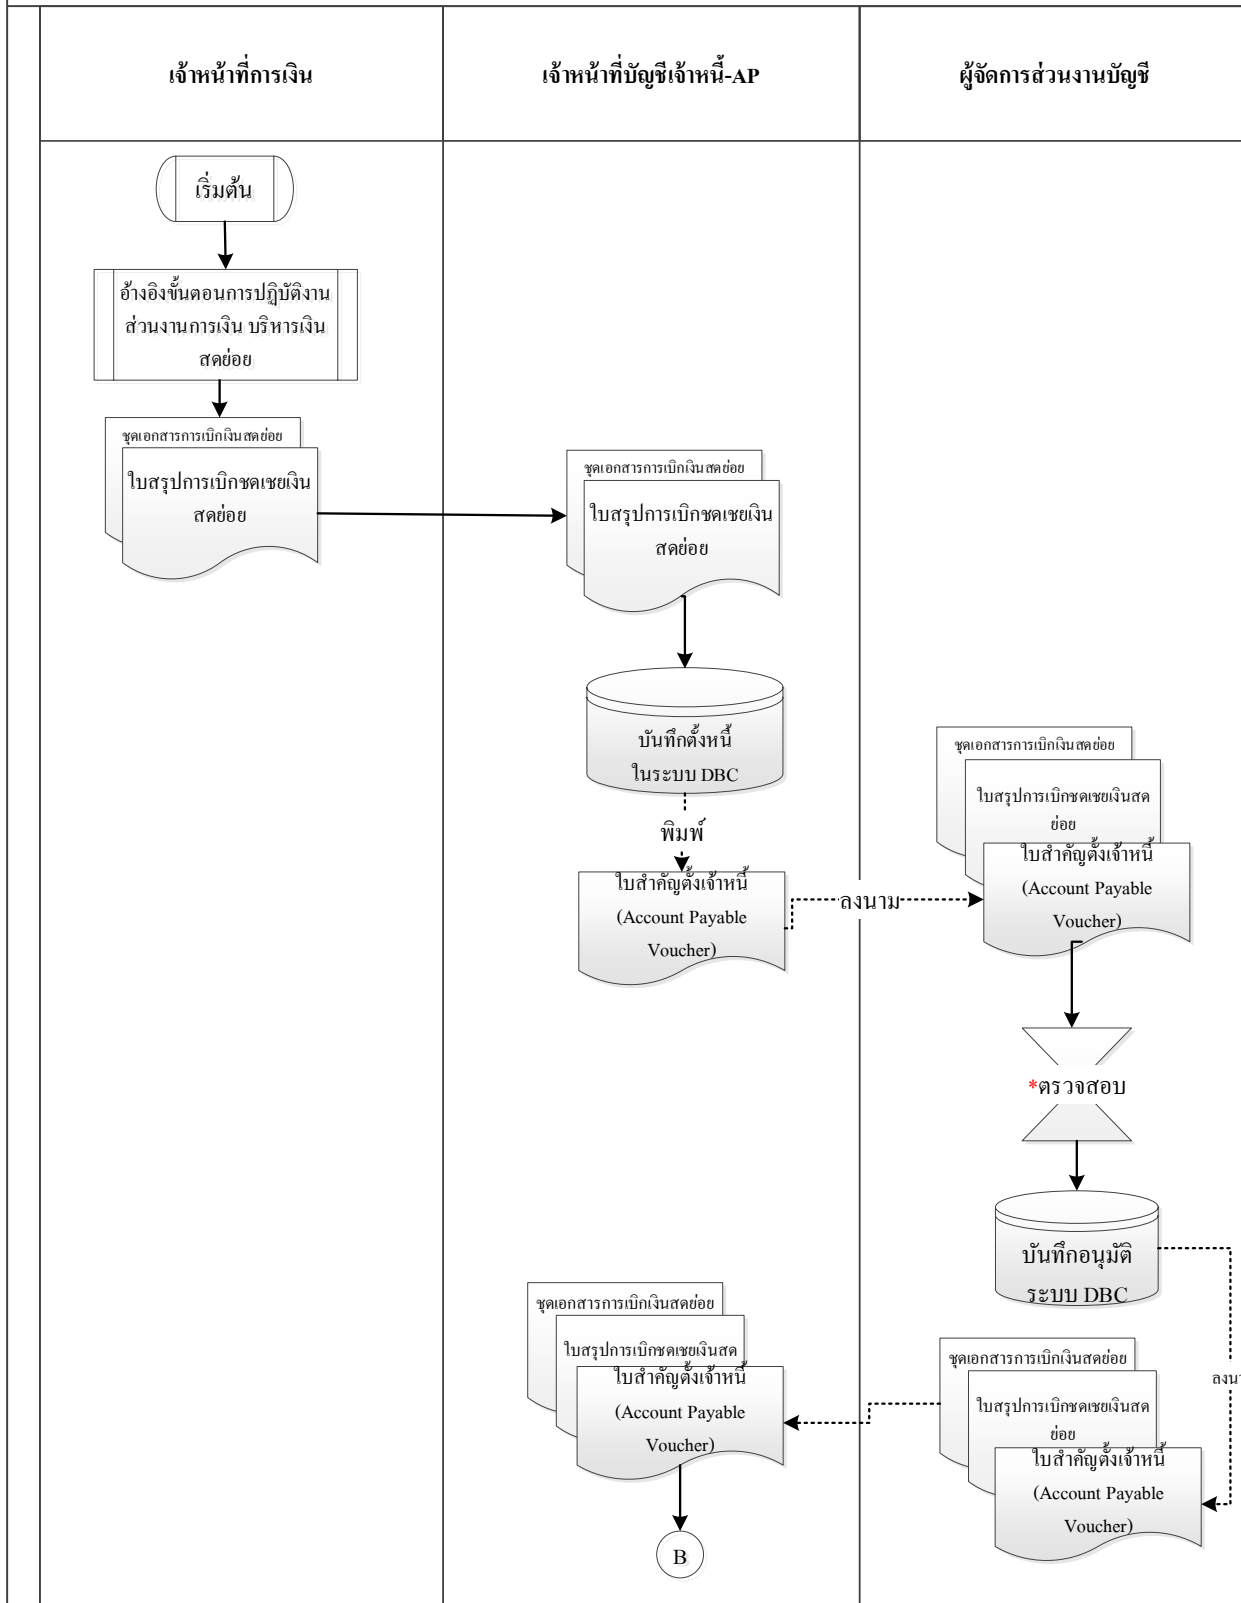 เจ้าหน้าที่การเงิน
เจ้าหน้าที่บัญชีเจ้าหนี้-AP
ผู้จัดการส่วนงานบัญชี
เริ่มต้น
อ้างอิงขั้นตอนการปฏิบัติงาน
ส่วนงานการเงิน บริหารเงิน
สดย่อย
ชุดเอกสารการเบิกเงินสดย่อย
ใบสรุปการเบิกชดเชยเงิน
สดย่อย
ชุดเอกสารการเบิกเงินสดย่อย
ใบสรุปการเบิกชดเชยเงิน
สดย่อย
บันทึกตั้งหนี้
ในระบบ DBC
พิมพ์
ใบสำคัญตั้งเจ้าหนี้
(Account Payable
Voucher)
ลงนาม
ชุดเอกสารการเบิกเงินสดย่อย
ใบสรุปการเบิกชดเชยเงินสด
ย่อย
ใบสำคัญตั้งเจ้าหนี้
(Account Payable
Voucher)
*ตรวจสอบ
บันทึกอนุมัติ
ระบบ DBC
ชุดเอกสารการเบิกเงินสดย่อย
ใบสรุปการเบิกชดเชยเงินสด
ย่อย
ใบสำคัญตั้งเจ้าหนี้
(Account Payable
Voucher)
ชุดเอกสารการเบิกเงินสดย่อย
ใบสรุปการเบิกชดเชยเงินสด
ใบสำคัญตั้งเจ้าหนี้
(Account Payable
Voucher)
B